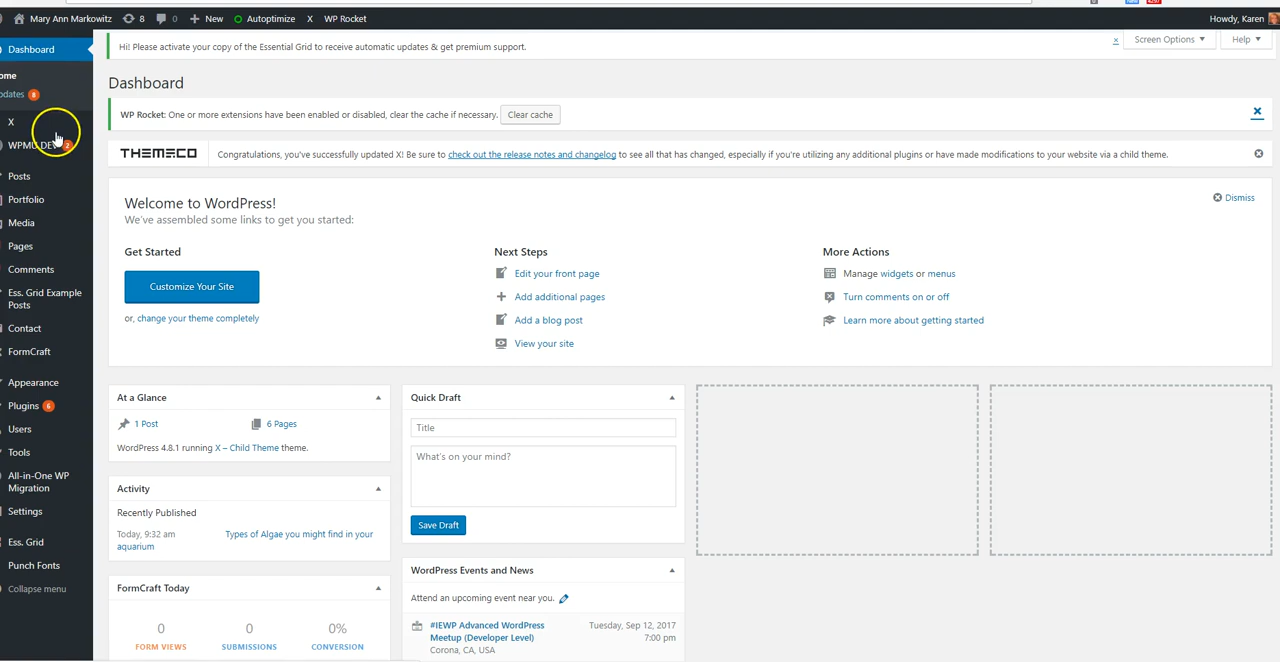 Mary Ann Markowitz 8 0 New Autoptimize X WP Rocket Howdy, Karen
Dashboard
ome
pdates 8
X
WPMU DEV 2
Posts
Portfolio
Media
Pages
Comments
Ess. Grid Example
Posts
Contact
FormCraft
Appearance
Plugins 6
Users
Tools
All-in-One WP
Migration
Settings
Ess. Grid
Punch Fonts
Collapse menu
Hi! Please activate your copy of the Essential Grid to receive automatic updates & get premium support.
x
Screen Options Help
Dashboard
WP Rocket: One or more extensions have been enabled or disabled, clear the cache if necessary. Clear cache
THEMECO Congratulations, you've successfully updated X! Be sure to check out the release notes and changelog to see all that has changed, especially if you're utilizing any additional plugins or have made modifications to your website via a child theme.
Welcome to WordPress!
Dismiss
We've assembled some links to get you started:
Get Started
Customize Your Site
or, change your theme completely
Next Steps
Edit your front page
Add additional pages
Add a blog post
View your site
More Actions
Manage widgets or menus
Turn comments on or off
Learn more about getting started
At a Glance
1 Post 6 Pages
WordPress 4.8.1 running X – Child Theme theme.
Activity
Recently Published
Today, 9:32 am Types of Algae you might find in your
aquarium
FormCraft Today
0 0 0%
FORM VIEWS SUBMISSIONS CONVERSION
Quick Draft
Title
What's on your mind?
Save Draft
WordPress Events and News
Attend an upcoming event near you.
#IEWP Advanced WordPress Tuesday, Sep 12, 2017
Meetup (Developer Level) 7:00 pm
Corona, CA, USA